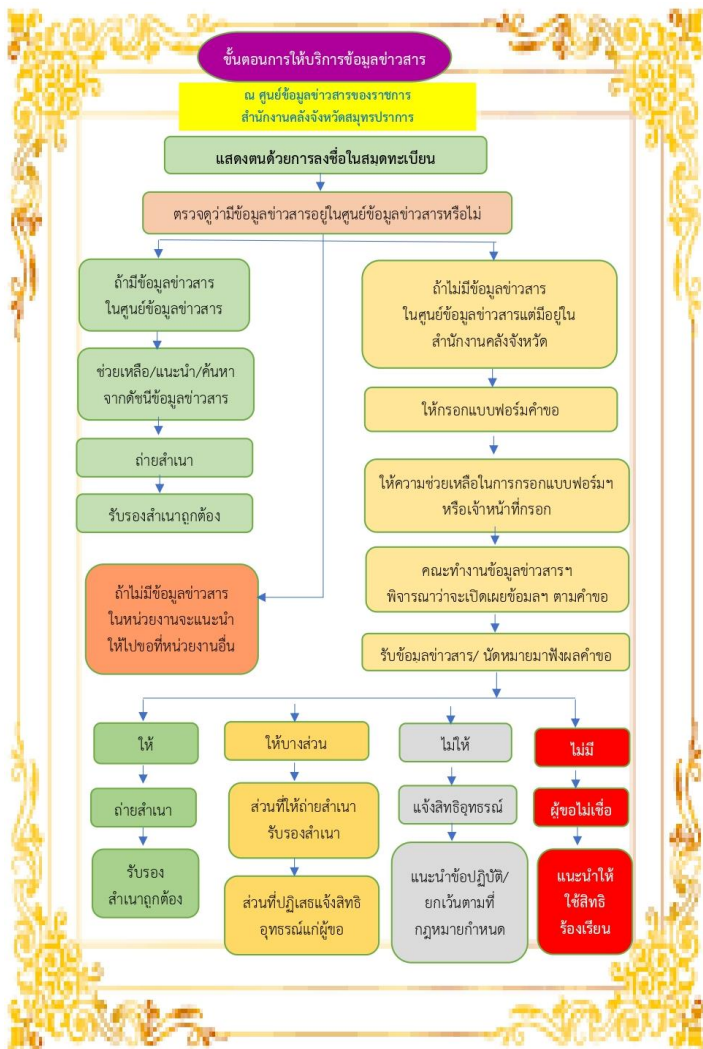 ขั้นตอนการให้บริการข้อมูลข่าวสาร
ณ ศูนย์ข้อมูลข่าวสารของราชการ
สำนักงานคลังจังหวัดสมุทรปราการ
แสดงตนด้วยการลงชื่อในสมุดทะเบียน
ตรวจดูว่ามีข้อมูลข่าวสารอยู่ในศูนย์ข้อมูลข่าวสารหรือไม่
ถ้ามีข้อมูลข่าวสาร
ในศูนย์ข้อมูลข่าวสาร
ช่วยเหลือ/แนะนำ/ค้นหา
จากดัชนีข้อมูลข่าวสาร
ถ่ายสำเนา
รับรองสำเนาถูกต้อง
ถ้าไม่มีข้อมูลข่าวสาร
ในหน่วยงานจะแนะนำ
ให้ไปขอที่หน่วยงานอื่น
ถ้าไม่มีข้อมูลข่าวสาร
ในศูนย์ข้อมูลข่าวสารแต่มีอยู่ใน
สำนักงานคลังจังหวัด
ให้กรอกแบบฟอร์มคำขอ
ให้ความช่วยเหลือในการกรอกแบบฟอร์มฯ
หรือเจ้าหน้าที่กรอก
คณะทำงานข้อมูลข่าวสารฯ
พิจารณาว่าจะเปิดเผยข้อมลฯ ตามคำขอ
รับข้อมูลข่าวสาร/ นัดหมายมาฟังผลคำขอ
ให้
ถ่ายสำเนา
รับรอง
สำเนาถูกต้อง
ให้บางส่วน
ส่วนที่ให้ถ่ายสำเนา
รับรองสำเนา
ส่วนที่ปฏิเสธแจ้งสิทธิ
อุทธรณ์แก่ผู้ขอ
ไม่ให้
แจ้งสิทธิอุทธรณ์
แนะนำข้อปฏิบัติ/
ยกเว้นตามที่
กฎหมายกำหนด
ไม่มี
ผู้ขอไม่เชื่อ
แนะนำให้
ใช้สิทธิ
ร้องเรียน